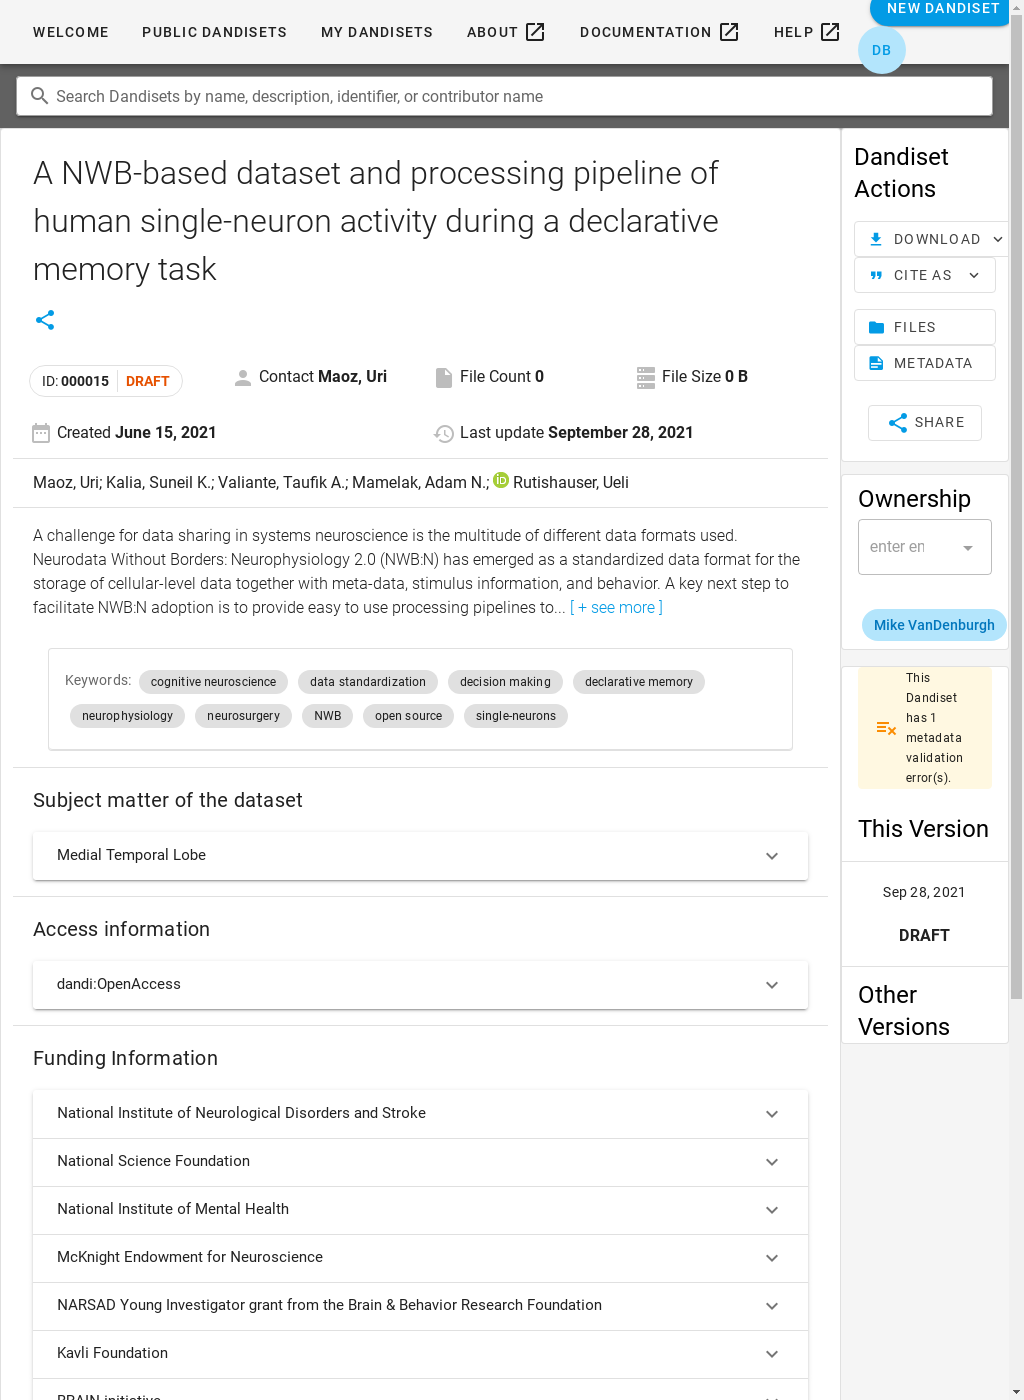 WELCOME
PUBLIC DANDISETS
MY DANDISETS
ABOUT
DOCUMENTATION
HELP
NEW DANDISET
DB
Search Dandisets by name, description, identifier, or contributor name
A NWB-based dataset and processing pipeline of
human single-neuron activity during a declarative
memory task
ID: 000015 DRAFT
Contact Maoz, Uri
File Count 0
File Size 0 B
Created June 15, 2021
Last update September 28, 2021
Maoz, Uri; Kalia, Suneil K.; Valiante, Taufik A.; Mamelak, Adam N.; iD Rutishauser, Ueli
A challenge for data sharing in systems neuroscience is the multitude of different data formats used.
Neurodata Without Borders: Neurophysiology 2.0 (NWB:N) has emerged as a standardized data format for the
storage of cellular-level data together with meta-data, stimulus information, and behavior. A key next step to
facilitate NWB:N adoption is to provide easy to use processing pipelines to... [ + see more ]
Keywords: cognitive neuroscience data standardization decision making declarative memory
neurophysiology neurosurgery NWB open source single-neurons
Subject matter of the dataset
Medial Temporal Lobe
Access information
dandi:OpenAccess
Funding Information
National Institute of Neurological Disorders and Stroke
National Science Foundation
National Institute of Mental Health
McKnight Endowment for Neuroscience
NARSAD Young Investigator grant from the Brain & Behavior Research Foundation
Kavli Foundation
BRAIN initiative
Dandiset
Actions
DOWNLOAD
CITE AS
FILES
METADATA
SHARE
Ownership
enter en
Mike VanDenburgh
This
Dandiset
has 1
metadata
validation
error(s).
This Version
Sep 28, 2021
DRAFT
Other
Versions